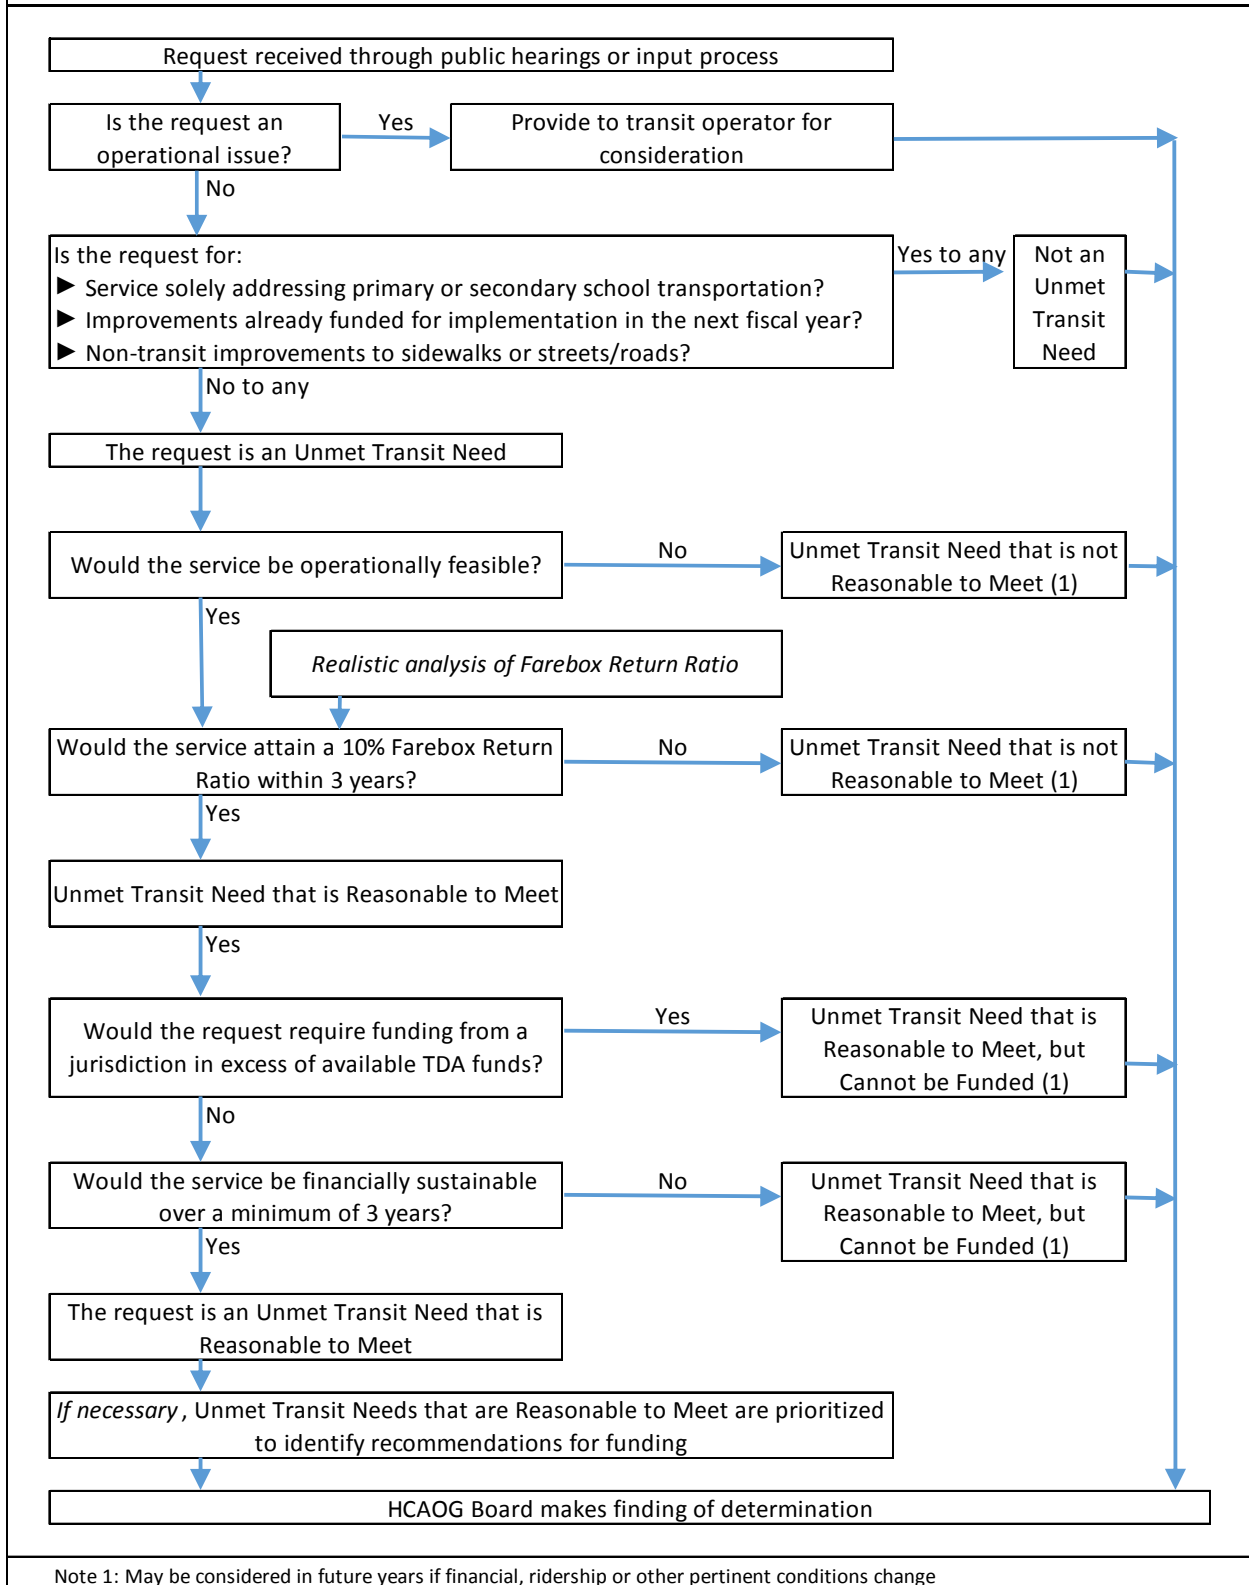 Request received through public hearings or input process
Is the request an
operational issue?
Yes
Provide to transit operator for
consideration
No
Is the request for:
► Service solely addressing primary or secondary school transportation?
► Improvements already funded for implementation in the next fiscal year?
► Non-transit improvements to sidewalks or streets/roads?
Yes to any
Not an
Unmet
Transit
Need
No to any
The request is an Unmet Transit Need
Would the service be operationally feasible?
No
Unmet Transit Need that is not
Reasonable to Meet (1)
Yes
Realistic analysis of Farebox Return Ratio
Would the service attain a 10% Farebox Return
Ratio within 3 years?
No
Unmet Transit Need that is not
Reasonable to Meet (1)
Yes
Unmet Transit Need that is Reasonable to Meet
Yes
Would the request require funding from a
jurisdiction in excess of available TDA funds?
Yes
Unmet Transit Need that is
Reasonable to Meet, but
Cannot be Funded (1)
No
Would the service be financially sustainable
over a minimum of 3 years?
No
Unmet Transit Need that is
Reasonable to Meet, but
Cannot be Funded (1)
Yes
The request is an Unmet Transit Need that is
Reasonable to Meet
If necessary, Unmet Transit Needs that are Reasonable to Meet are prioritized
to identify recommendations for funding
HCAOG Board makes finding of determination
Note 1: May be considered in future years if financial, ridership or other pertinent conditions change